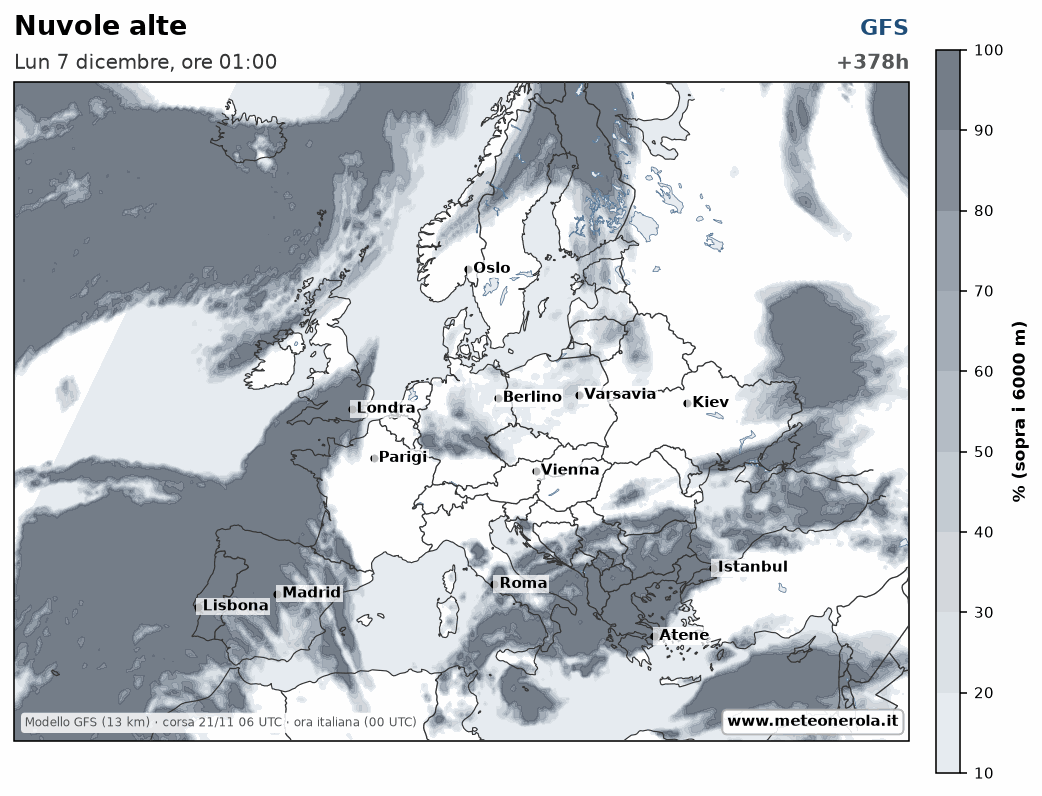 Nuvole alte
GFS
Lun 7 dicembre, ore 01:00
+378h
100
90
80
70
60
50
40
30
20
10
% (sopra i 6000 m)
Oslo
Berlino
Varsavia
Kiev
Londra
Parigi
Vienna
Istanbul
Roma
Madrid
Lisbona
Atene
Modello GFS (13 km) · corsa 21/11 06 UTC · ora italiana (00 UTC)
www.meteonerola.it